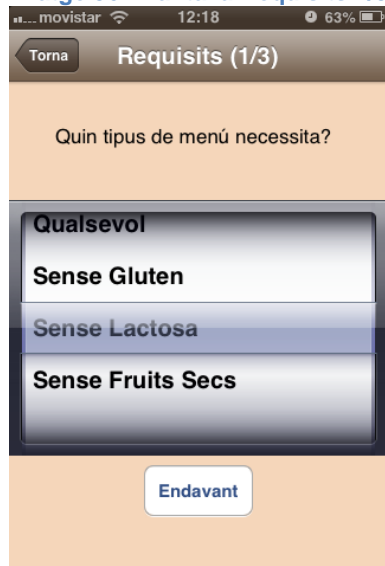 movistar 12:18 63%
Torna Requisits (1/3)
Quin tipus de menú necessita?
Qualsevol
Sense Gluten
Sense Lactosa
Sense Fruits Secs
Endavant